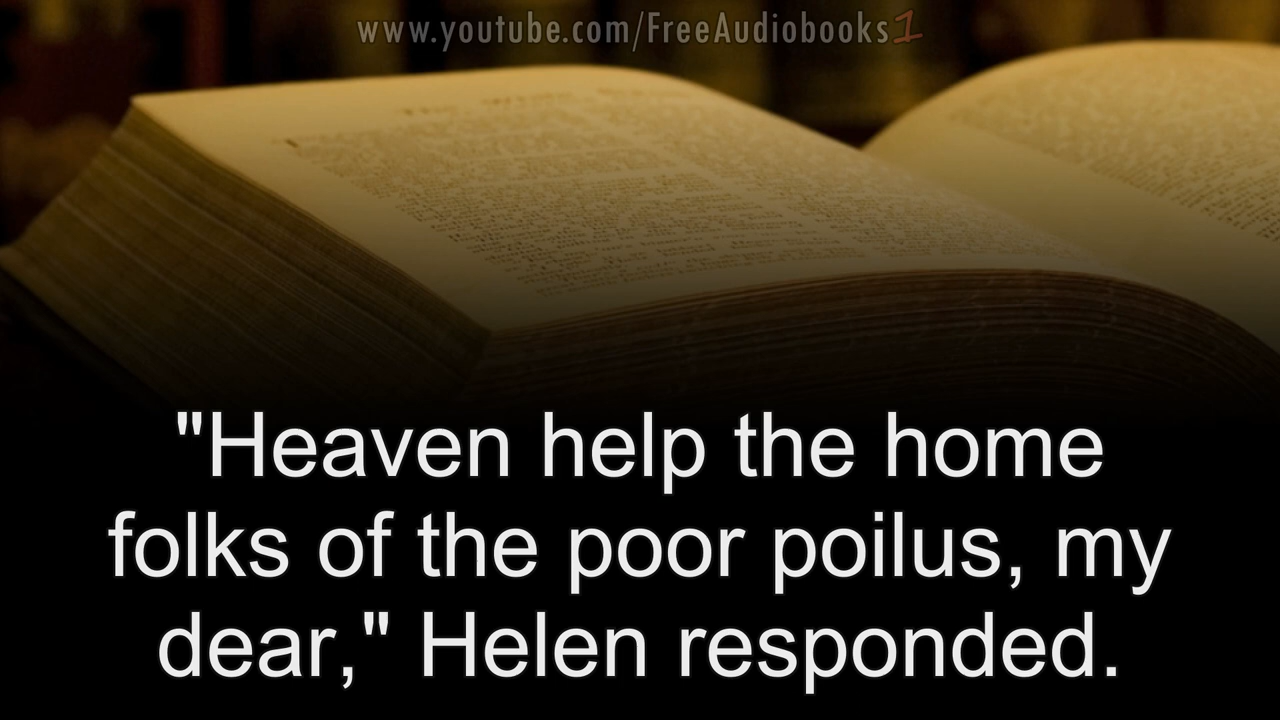 www.youtube.com/FreeAudiobooks1
"Heaven help the home
folks of the poor poilus, my
dear," Helen responded.